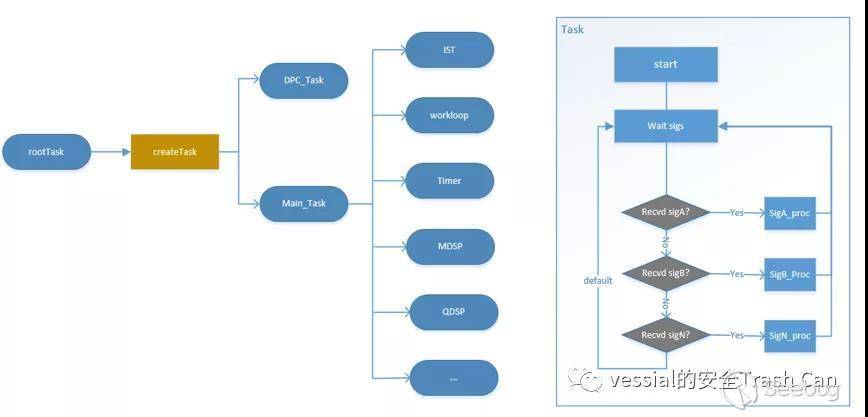 rootTask
createTask
DPC_Task
Main_Task
IST
workloop
Timer
MDSP
QDSP
...
Task
start
Wait sigs
Recvd sigA?
Yes
SigA_proc
No
Recvd sigB?
Yes
SigB_Proc
default
No
Recvd sigN?
Yes
SigN_proc
vessial的安全Trash Can
Seebug